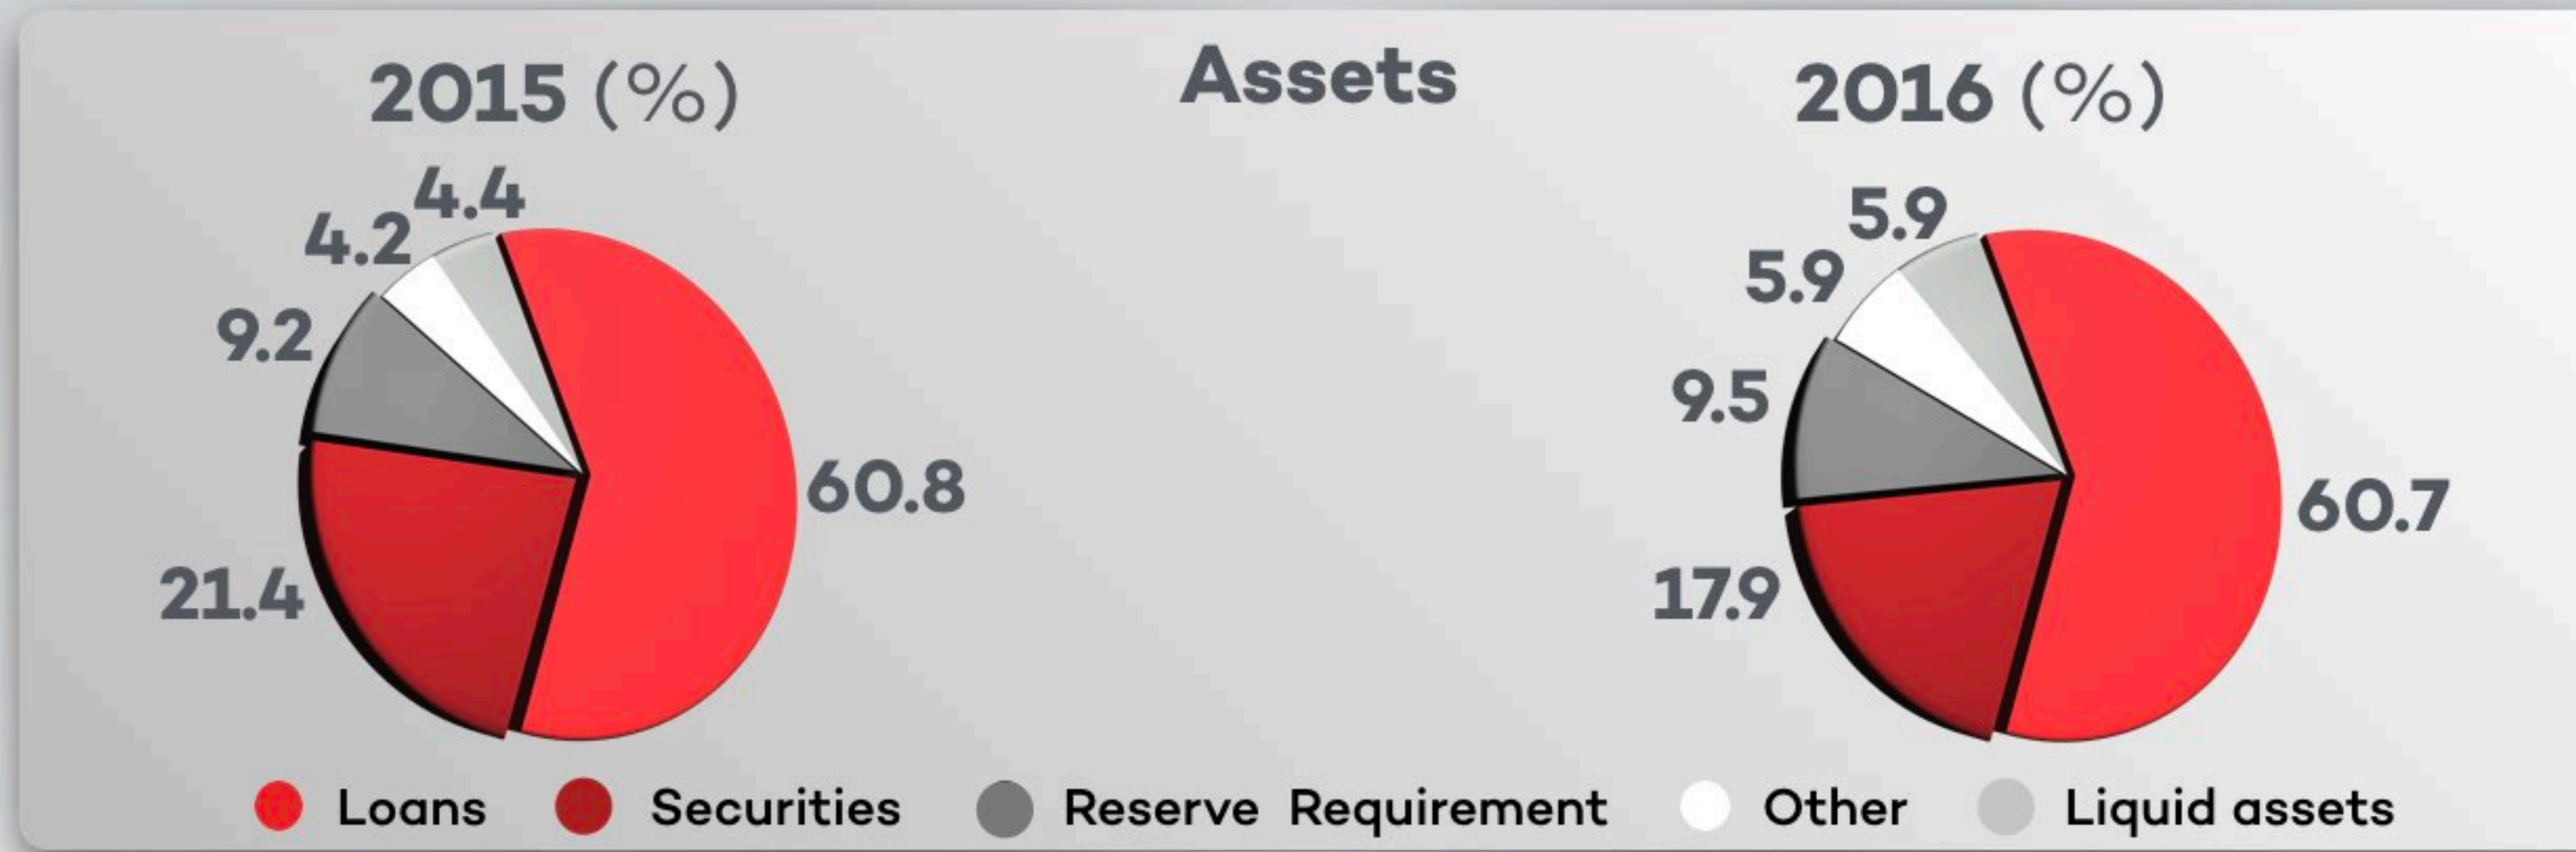 Assets
2015 (%)
4.4
4.2
9.2
21.4
60.8
2016 (%)
5.9
5.9
9.5
17.9
60.7
Loans
Securities
Reserve Requirement
Other
Liquid assets